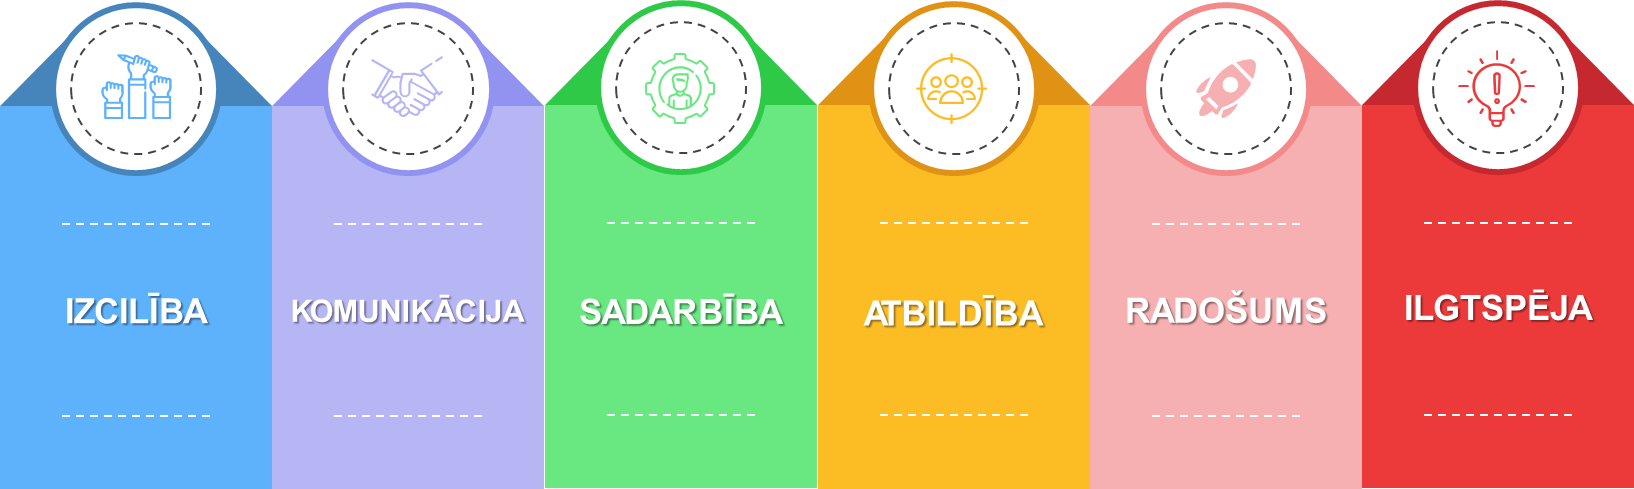 IZCILĪBA
KOMUNIKĀCIJA
SADARBĪBA
ATBILDĪBA
RADOŠUMS
ILGTSPĒJA